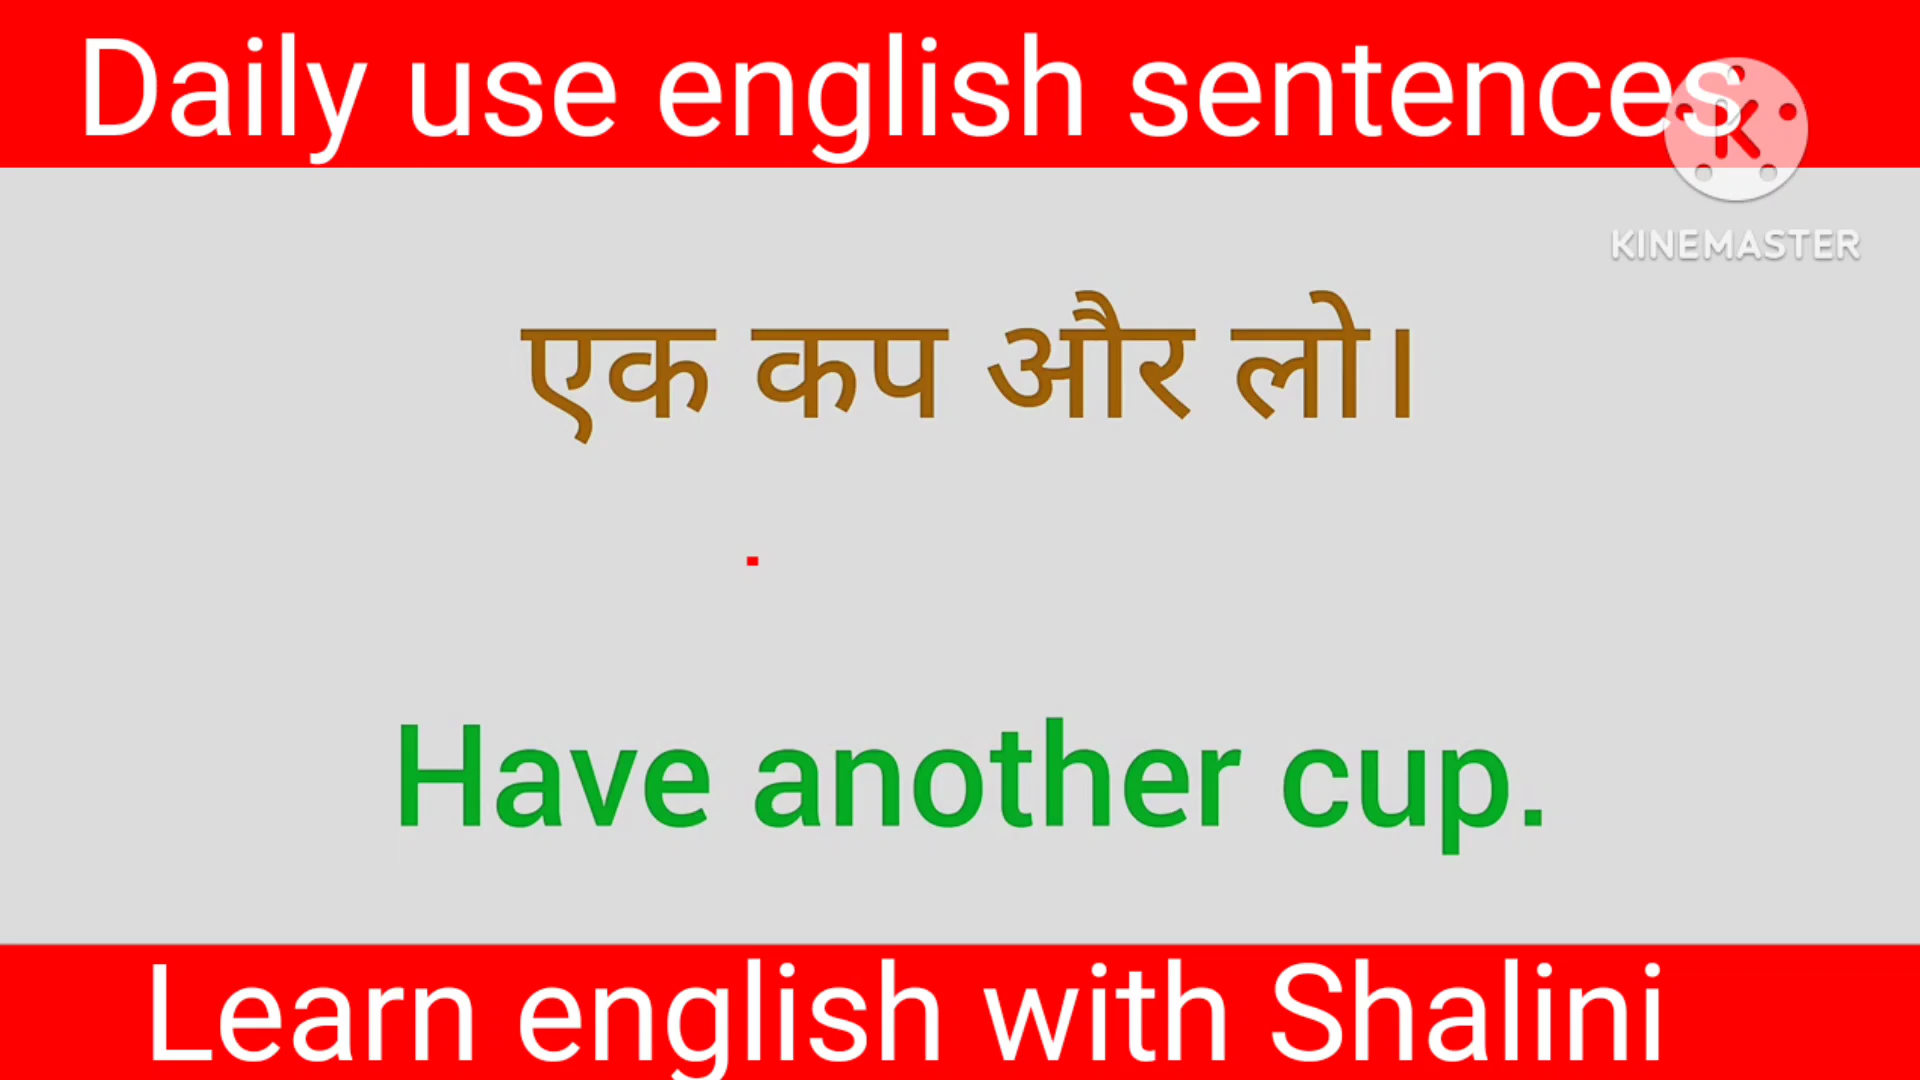 Daily use english sentences
KINEMASTER
एक कप और लो।
Have another cup.
Learn english with Shalini